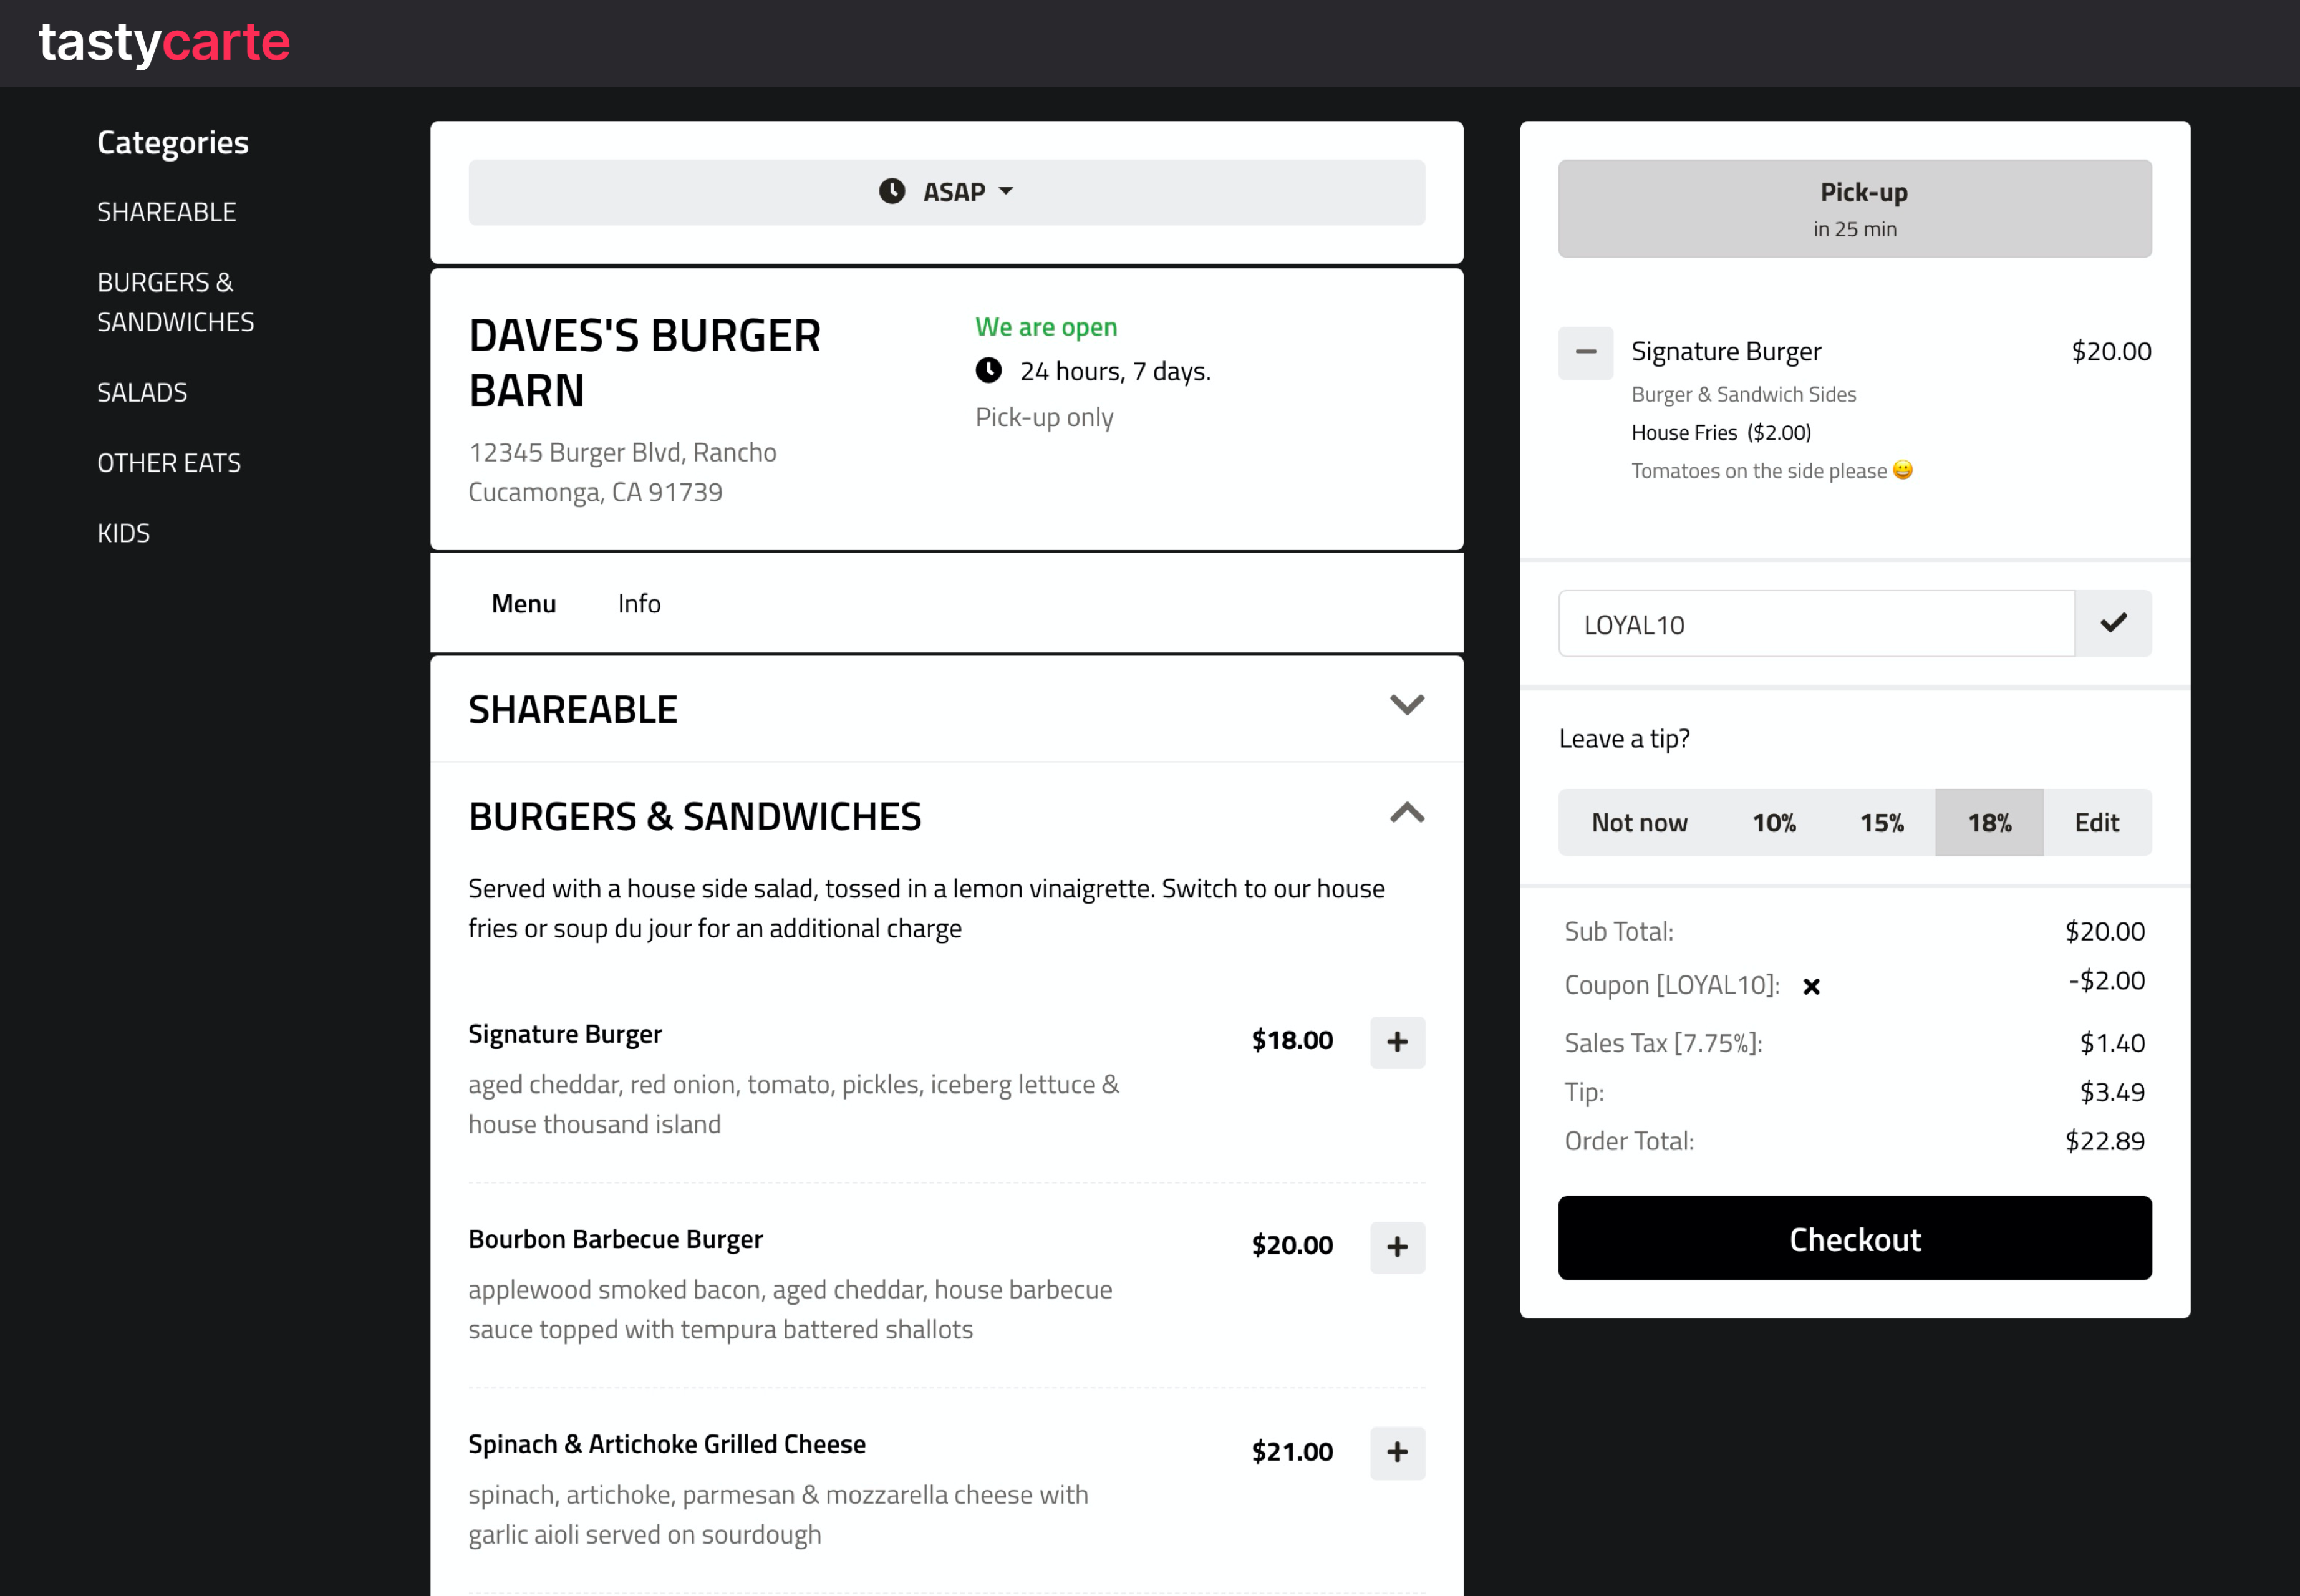 tastycarte
Categories
SHAREABLE
BURGERS &
SANDWICHES
SALADS
OTHER EATS
KIDS
ASAP
DAVES'S BURGER
BARN
12345 Burger Blvd, Rancho
Cucamonga, CA 91739
We are open
24 hours, 7 days.
Pick-up only
Menu Info
SHAREABLE
BURGERS & SANDWICHES
Served with a house side salad, tossed in a lemon vinaigrette. Switch to our house
fries or soup du jour for an additional charge
Signature Burger $18.00
aged cheddar, red onion, tomato, pickles, iceberg lettuce &
house thousand island
Bourbon Barbecue Burger $20.00
applewood smoked bacon, aged cheddar, house barbecue
sauce topped with tempura battered shallots
Spinach & Artichoke Grilled Cheese $21.00
spinach, artichoke, parmesan & mozzarella cheese with
garlic aioli served on sourdough
Pick-up
in 25 min
Signature Burger $20.00
Burger & Sandwich Sides
House Fries ($2.00)
Tomatoes on the side please 😀
LOYAL10
Leave a tip?
Not now 10% 15% 18% Edit
Sub Total: $20.00
Coupon [LOYAL10]: -$2.00
Sales Tax [7.75%]: $1.40
Tip: $3.49
Order Total: $22.89
Checkout